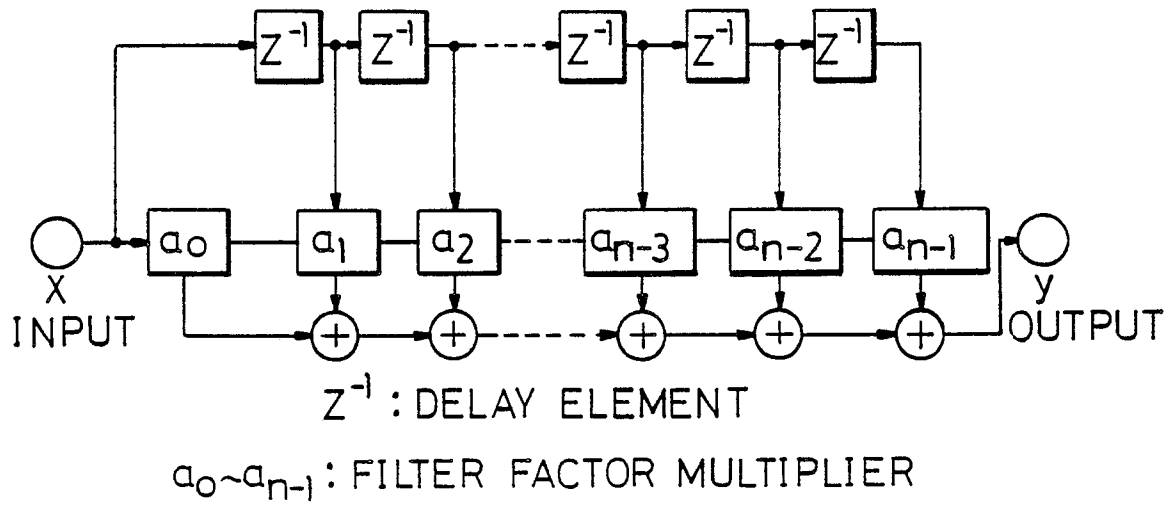 Z⁻¹ Z⁻¹ Z⁻¹ Z⁻¹ Z⁻¹
a₀ a₁ a₂ aₙ₋₃ aₙ₋₂ aₙ₋₁
+ + + + +
X
INPUT
y
OUTPUT
Z⁻¹ : DELAY ELEMENT
a₀~aₙ₋₁ : FILTER FACTOR MULTIPLIER